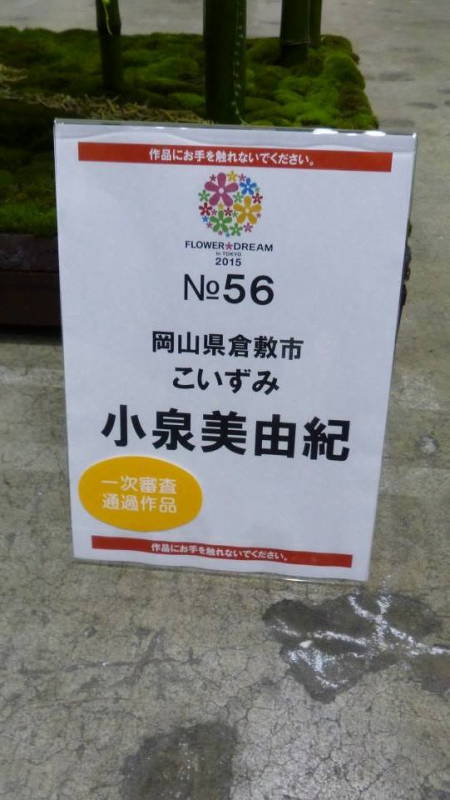 作品にお手を触れないでください。
FLOWER★DREAM
in TOKYO
2015
№56
岡山県倉敷市
こいずみ
小泉美由紀
一次審査
通過作品
作品にお手を触れないでください。